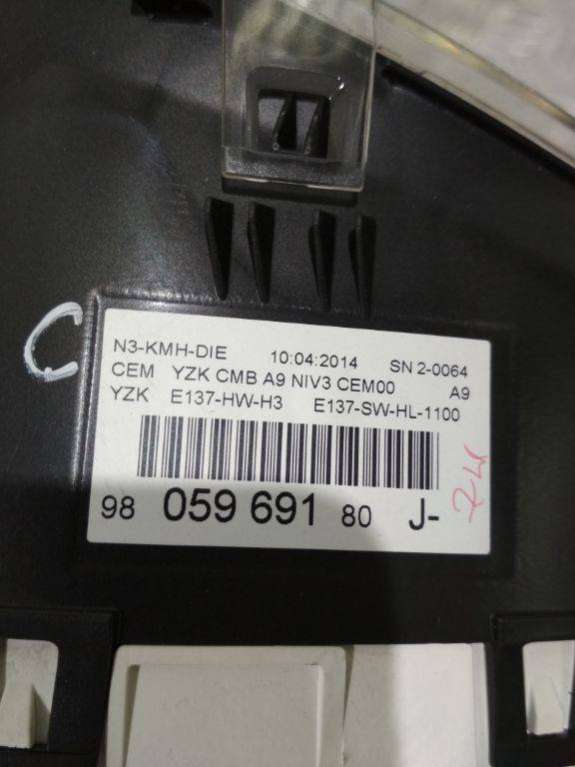 C
N3-KMH-DIE 10:04:2014 SN 2-0064
CEM YZK CMB A9 NIV3 CEM00 A9
YZK E137-HW-H3 E137-SW-HL-1100
98 059 691 80 J-